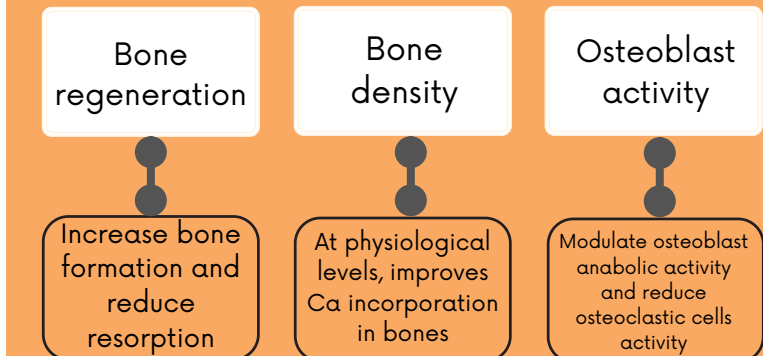 Bone
regeneration
Bone
density
Osteoblast
activity
Increase bone
formation and
reduce
resorption
At physiological
levels, improves
Ca incorporation
in bones
Modulate osteoblast
anabolic activity
and reduce
osteoclastic cells
activity